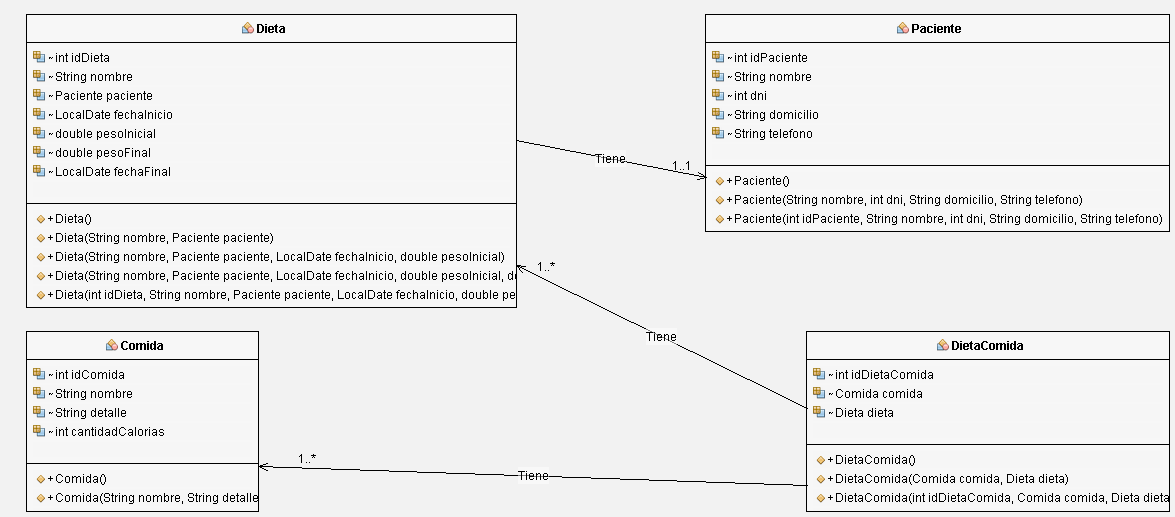 Dieta
~int idDieta
~String nombre
~Paciente paciente
~LocalDate fechaInicio
~double pesoInicial
~double pesoFinal
~LocalDate fechaFinal
+Dieta()
+Dieta(String nombre, Paciente paciente)
+Dieta(String nombre, Paciente paciente, LocalDate fechaInicio, double pesoInicial)
+Dieta(String nombre, Paciente paciente, LocalDate fechaInicio, double pesoInicial, d
+Dieta(int idDieta, String nombre, Paciente paciente, LocalDate fechaInicio, double pe
Tiene
1..1
Paciente
~int idPaciente
~String nombre
~int dni
~String domicilio
~String telefono
+Paciente()
+Paciente(String nombre, int dni, String domicilio, String telefono)
+Paciente(int idPaciente, String nombre, int dni, String domicilio, String telefono)
1..*
Tiene
Comida
~int idComida
~String nombre
~String detalle
~int cantidadCalorias
+Comida()
+Comida(String nombre, String detalle
1..*
Tiene
DietaComida
~int idDietaComida
~Comida comida
~Dieta dieta
+DietaComida()
+DietaComida(Comida comida, Dieta dieta)
+DietaComida(int idDietaComida, Comida comida, Dieta dieta